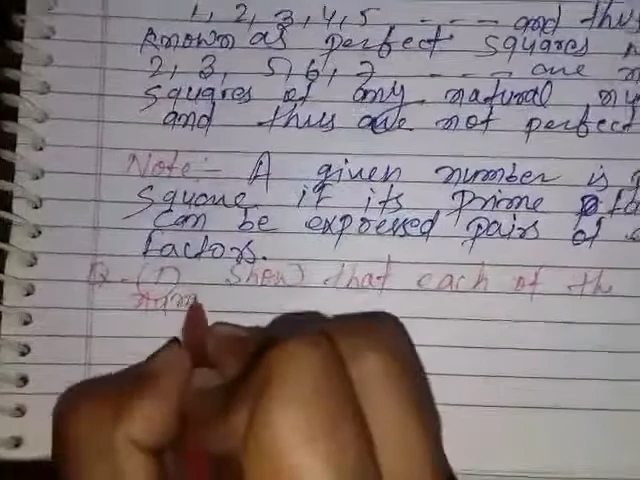 1, 2, 3, 4, 5 ---- and thus
known as perfect squares
2, 3, 5, 6, 7 ---- are
squares of any natural
and thus are not perfect
Note:- A given number is
square if its prime
can be expressed pairs of
factors.
Q.(1) Show that each of the